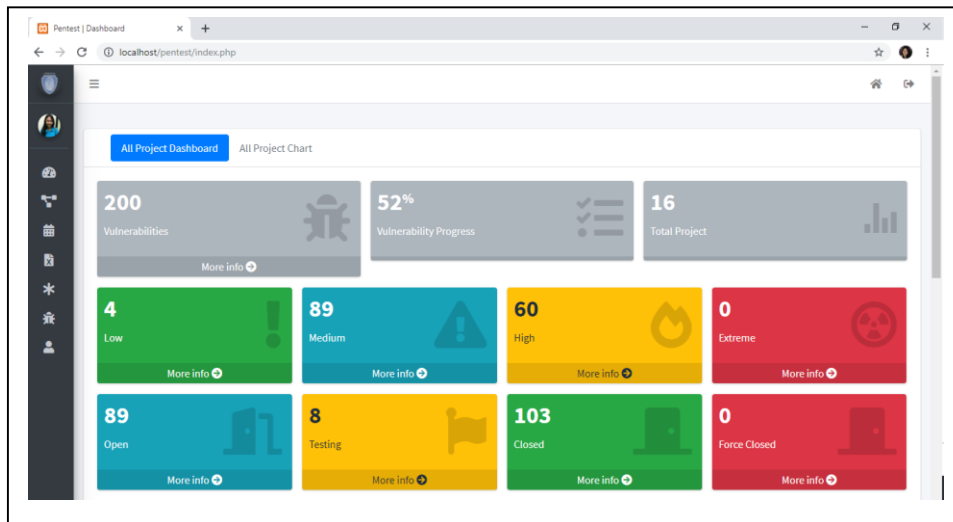 Pentest | Dashboard
localhost/pentest/index.php
All Project Dashboard All Project Chart
200
Vulnerabilities
More info
52%
Vulnerability Progress
16
Total Project
4
Low
More info
89
Medium
More info
60
High
More info
0
Extreme
More info
89
Open
More info
8
Testing
More info
103
Closed
More info
0
Force Closed
More info